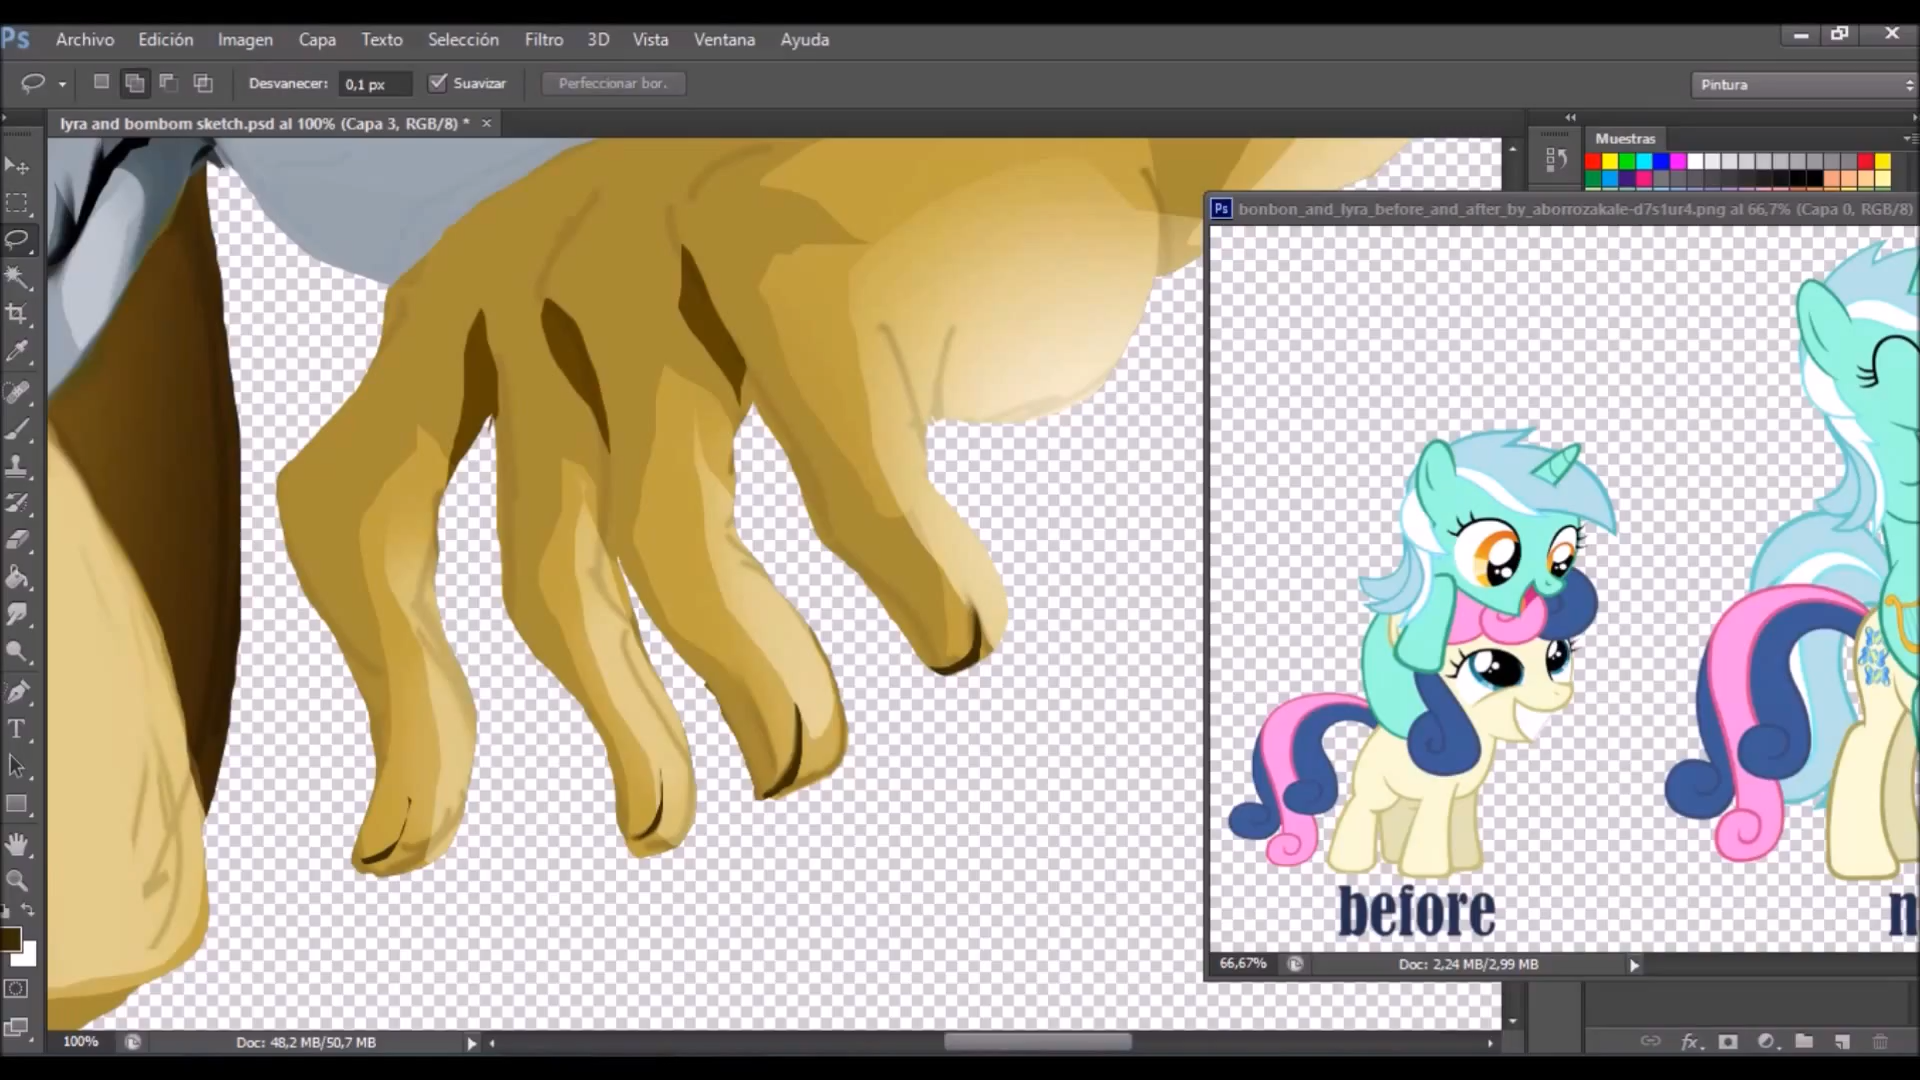 Ps Archivo Edición Imagen Capa Texto Selección Filtro 3D Vista Ventana Ayuda
Desvanecer: 0,1 px Suavizar Perfeccionar bor. Pintura
lyra and bombom sketch.psd al 100% (Capa 3, RGB/8) * ×
Muestras
Ps bonbon_and_lyra_before_and_after_by_aborrozakale-d7s1ur4.png al 66,7% (Capa 0, RGB/8)
before
66,67% Doc: 2,24 MB/2,99 MB
100% Doc: 48,2 MB/50,7 MB
fx